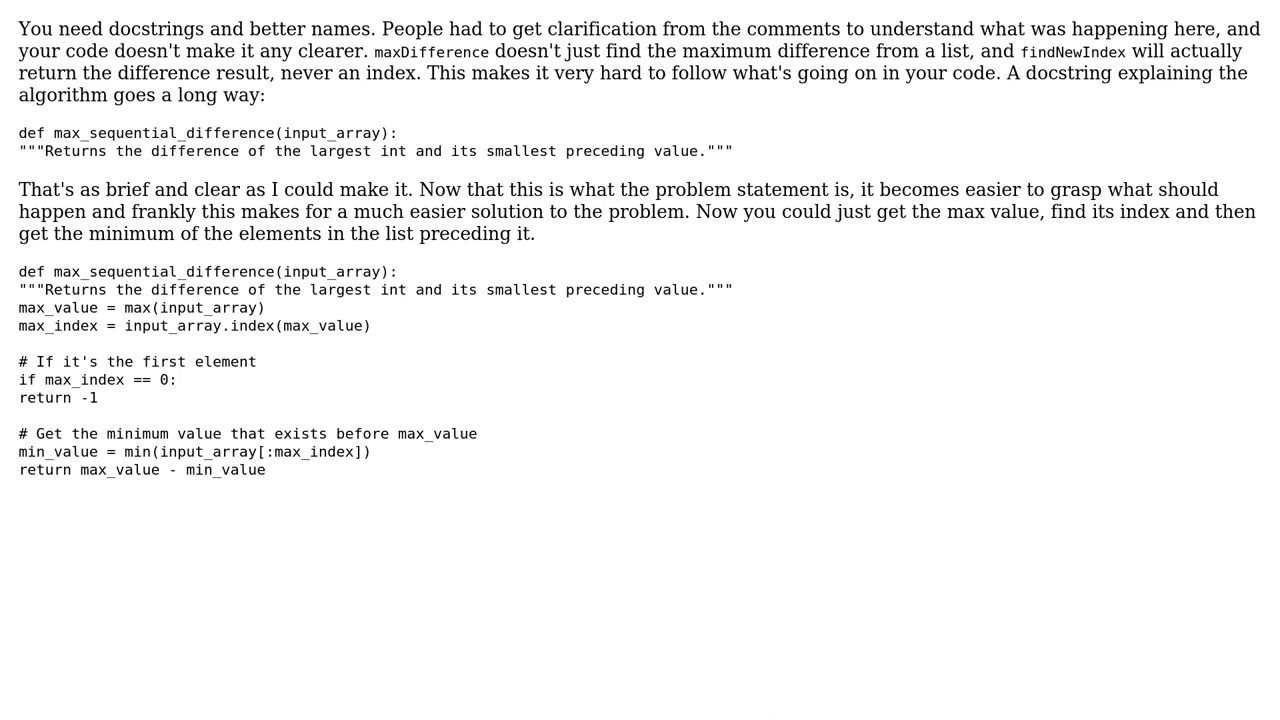 You need docstrings and better names. People had to get clarification from the comments to understand what was happening here, and
your code doesn't make it any clearer. maxDifference doesn't just find the maximum difference from a list, and findNewIndex will actually
return the difference result, never an index. This makes it very hard to follow what's going on in your code. A docstring explaining the
algorithm goes a long way:
def max_sequential_difference(input_array):
"""Returns the difference of the largest int and its smallest preceding value."""
That's as brief and clear as I could make it. Now that this is what the problem statement is, it becomes easier to grasp what should
happen and frankly this makes for a much easier solution to the problem. Now you could just get the max value, find its index and then
get the minimum of the elements in the list preceding it.
def max_sequential_difference(input_array):
"""Returns the difference of the largest int and its smallest preceding value."""
max_value = max(input_array)
max_index = input_array.index(max_value)
# If it's the first element
if max_index == 0:
return -1
# Get the minimum value that exists before max_value
min_value = min(input_array[:max_index])
return max_value - min_value